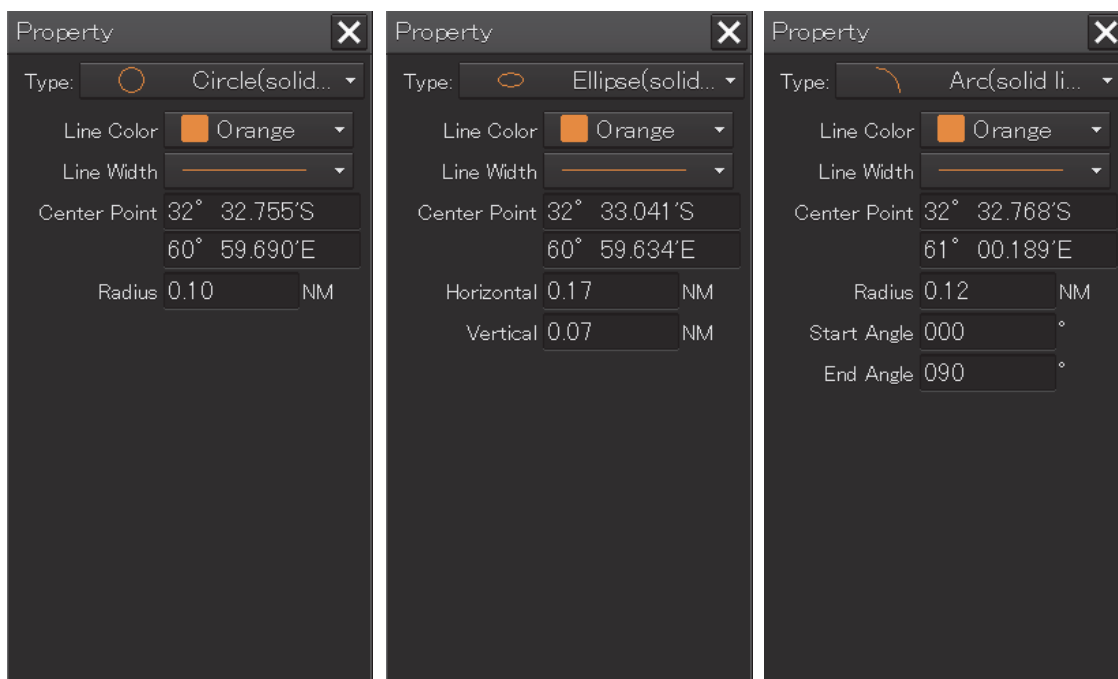 Property
Type: Circle(solid...
Line Color Orange
Line Width
Center Point 32° 32.755'S
60° 59.690'E
Radius 0.10 NM
Property
Type: Ellipse(solid...
Line Color Orange
Line Width
Center Point 32° 33.041'S
60° 59.634'E
Horizontal 0.17 NM
Vertical 0.07 NM
Property
Type: Arc(solid li...
Line Color Orange
Line Width
Center Point 32° 32.768'S
61° 00.189'E
Radius 0.12 NM
Start Angle 000 °
End Angle 090 °